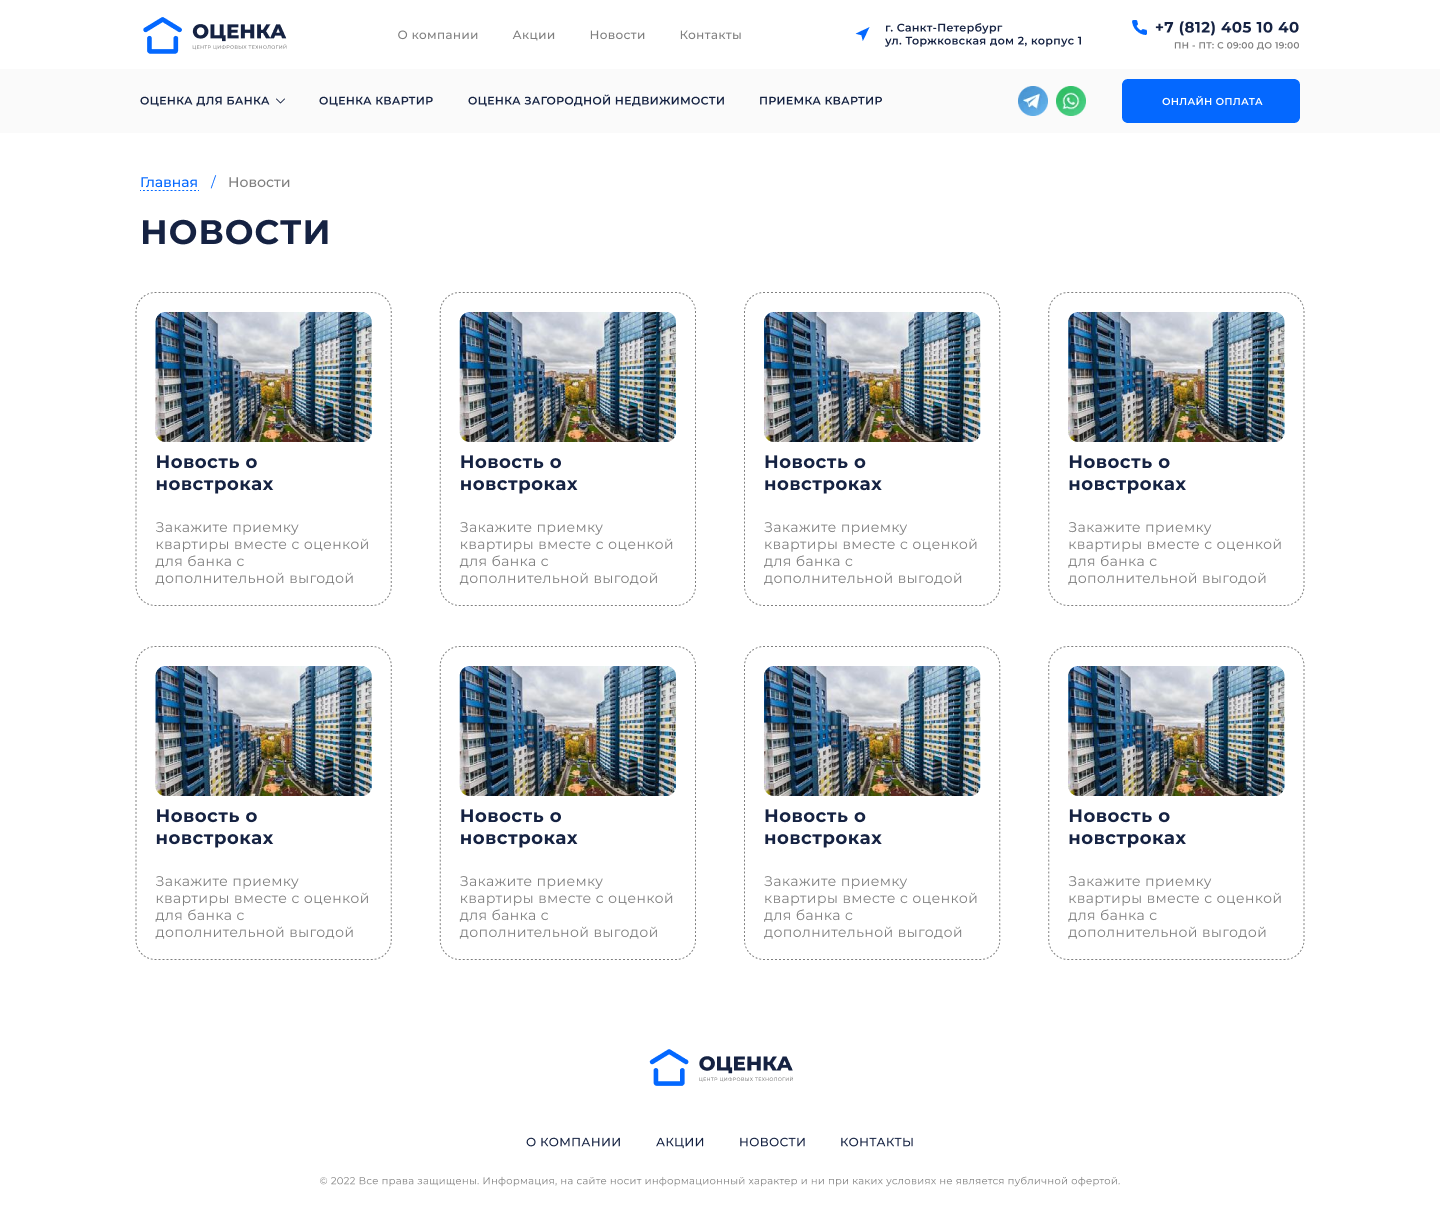 ОЦЕНКА
ЦЕНТР ЦИФРОВЫХ ТЕХНОЛОГИЙ
О компании Акции Новости Контакты
г. Санкт-Петербург
ул. Торжковская дом 2, корпус 1
+7 (812) 405 10 40
ПН - ПТ: С 09:00 ДО 19:00
ОЦЕНКА ДЛЯ БАНКА ОЦЕНКА КВАРТИР ОЦЕНКА ЗАГОРОДНОЙ НЕДВИЖИМОСТИ ПРИЕМКА КВАРТИР
ОНЛАЙН ОПЛАТА
Главная / Новости
НОВОСТИ
Новость о
новстроках
Закажите приемку
квартиры вместе с оценкой
для банка с
дополнительной выгодой
Новость о
новстроках
Закажите приемку
квартиры вместе с оценкой
для банка с
дополнительной выгодой
Новость о
новстроках
Закажите приемку
квартиры вместе с оценкой
для банка с
дополнительной выгодой
Новость о
новстроках
Закажите приемку
квартиры вместе с оценкой
для банка с
дополнительной выгодой
Новость о
новстроках
Закажите приемку
квартиры вместе с оценкой
для банка с
дополнительной выгодой
Новость о
новстроках
Закажите приемку
квартиры вместе с оценкой
для банка с
дополнительной выгодой
Новость о
новстроках
Закажите приемку
квартиры вместе с оценкой
для банка с
дополнительной выгодой
Новость о
новстроках
Закажите приемку
квартиры вместе с оценкой
для банка с
дополнительной выгодой
ОЦЕНКА
ЦЕНТР ЦИФРОВЫХ ТЕХНОЛОГИЙ
О КОМПАНИИ АКЦИИ НОВОСТИ КОНТАКТЫ
© 2022 Все права защищены. Информация, на сайте носит информационный характер и ни при каких условиях не является публичной офертой.